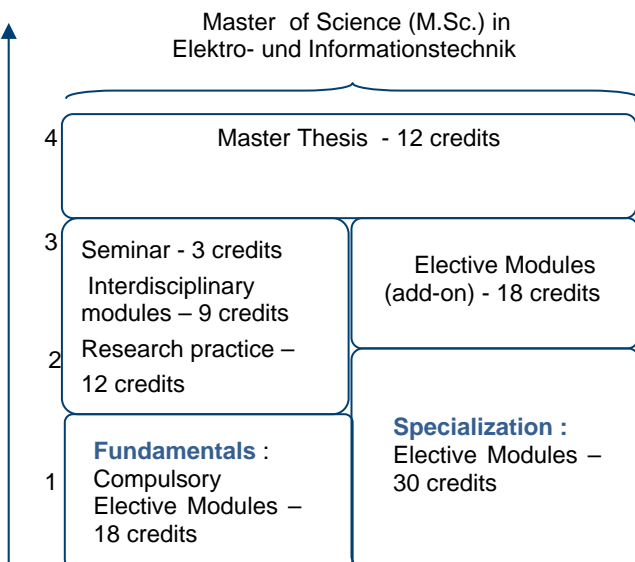 Master of Science (M.Sc.) in
Elektro- und Informationstechnik
4
Master Thesis - 12 credits
3
Seminar - 3 credits
Interdisciplinary
modules – 9 credits
2
Research practice –
12 credits
Elective Modules
(add-on) - 18 credits
1
Fundamentals :
Compulsory
Elective Modules –
18 credits
Specialization :
Elective Modules –
30 credits